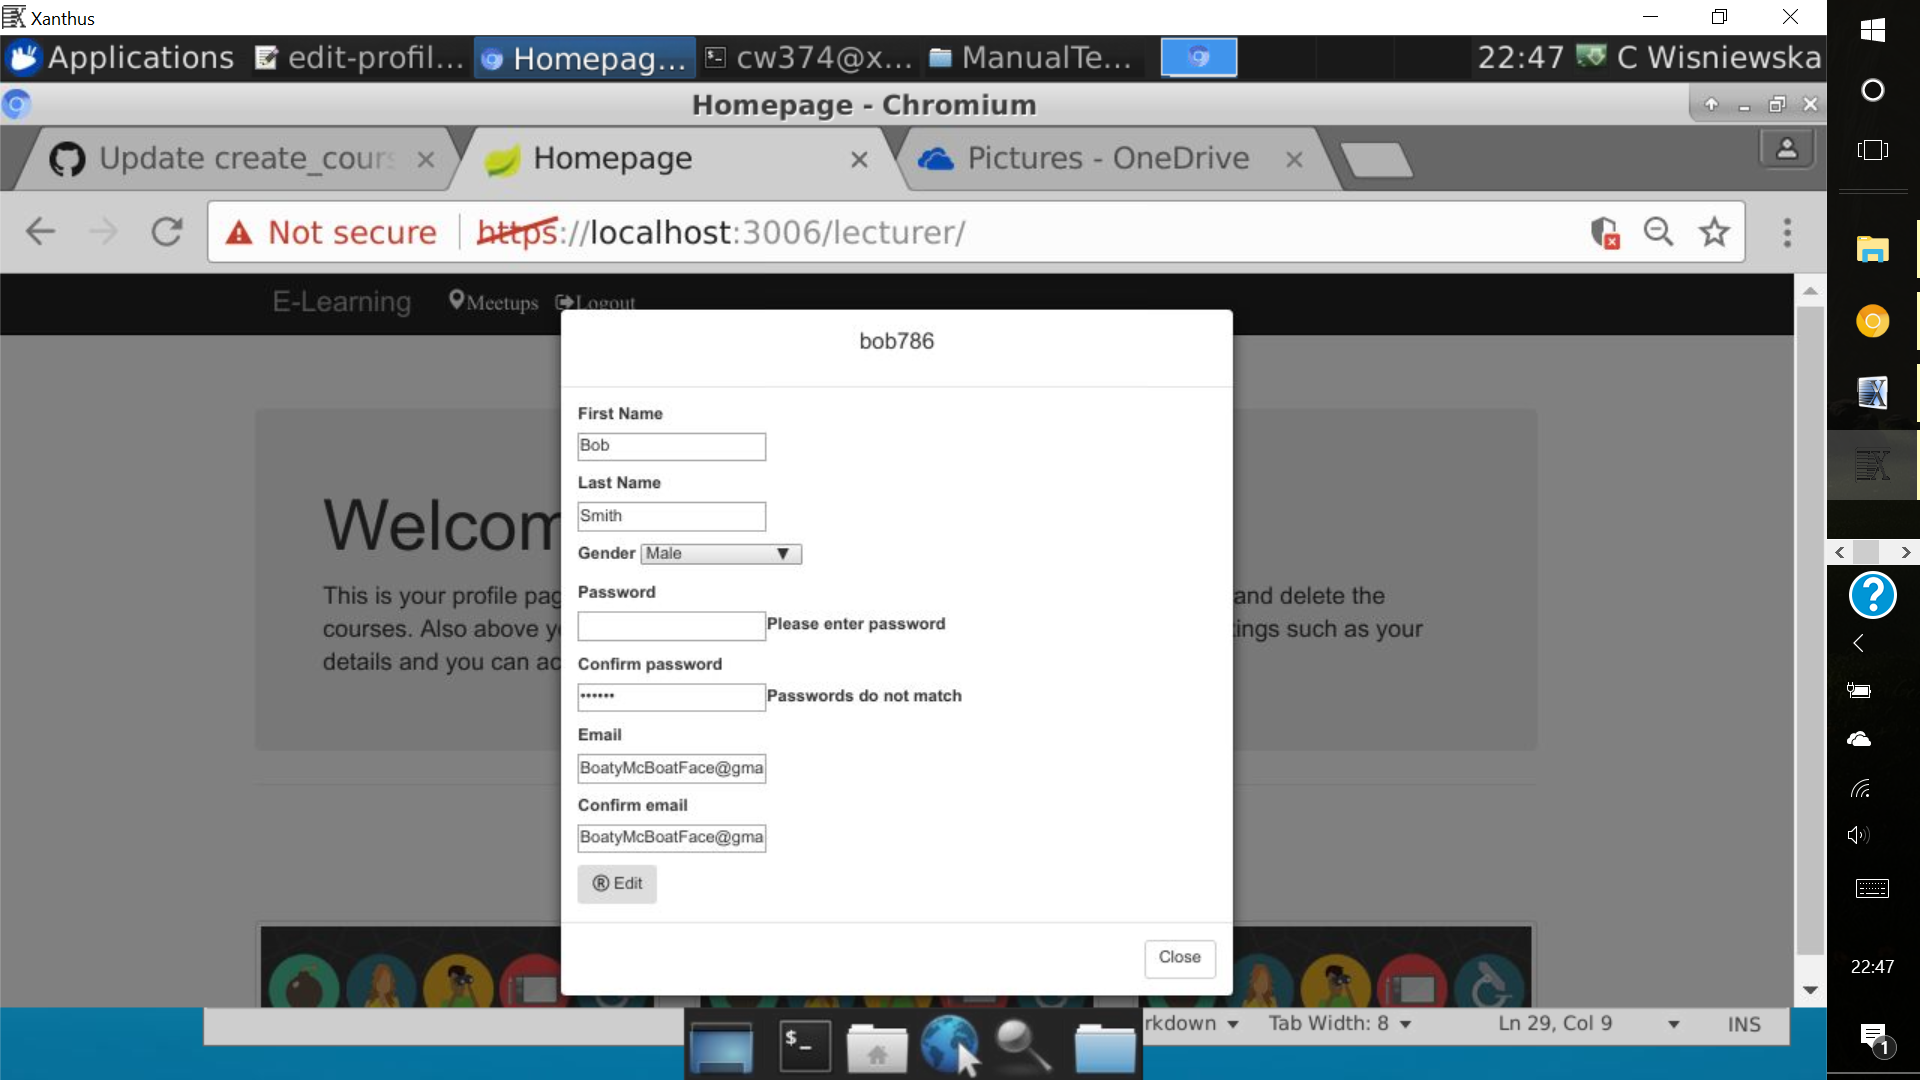 Xanthus
Applications edit-profil... Homepag... cw374@x... ManualTe... 22:47 C Wisniewska
Homepage - Chromium
Update create_cours Homepage Pictures - OneDrive
Not secure https://localhost:3006/lecturer/
E-Learning Meetups Logout
bob786
First Name
Bob
Last Name
Smith
Gender Male
Password
Please enter password
Confirm password
•••••• Passwords do not match
Email
BoatyMcBoatFace@gma
Confirm email
BoatyMcBoatFace@gma
® Edit
Close
Welcom
This is your profile pag and delete the
courses. Also above y ings such as your
details and you can ac
rkdown Tab Width: 8 Ln 29, Col 9 INS
$_
22:47
1